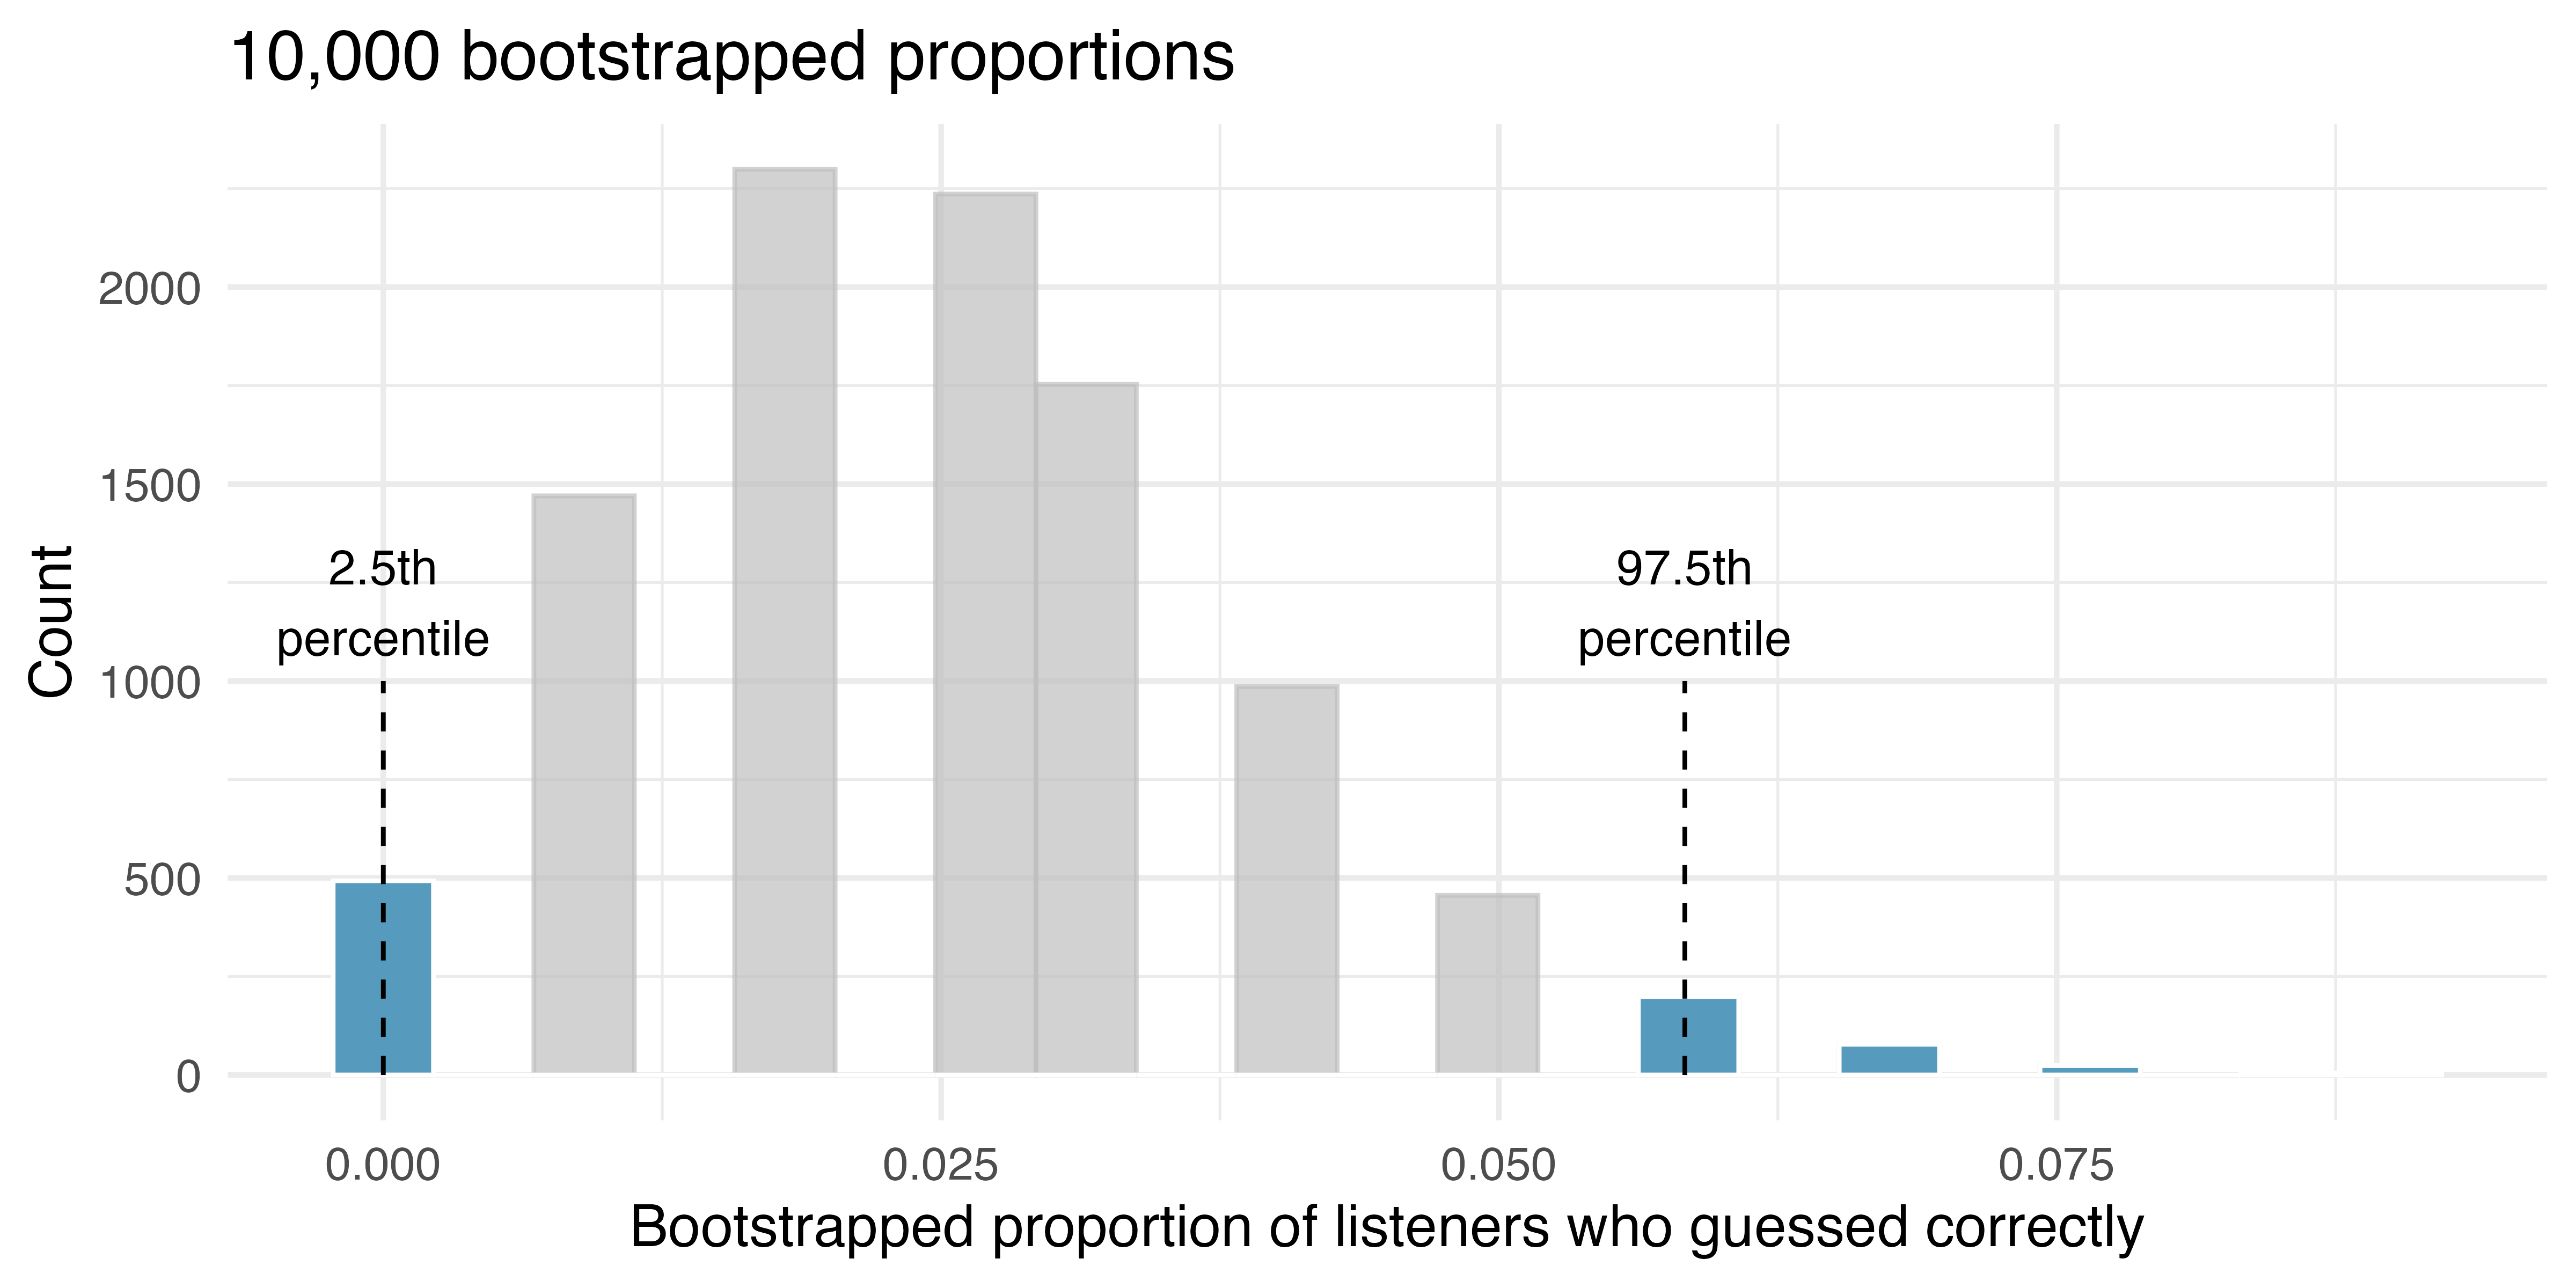 10,000 bootstrapped proportions
Count
2000
1500
1000
500
0
2.5th
percentile
97.5th
percentile
0.000
0.025
0.050
0.075
Bootstrapped proportion of listeners who guessed correctly